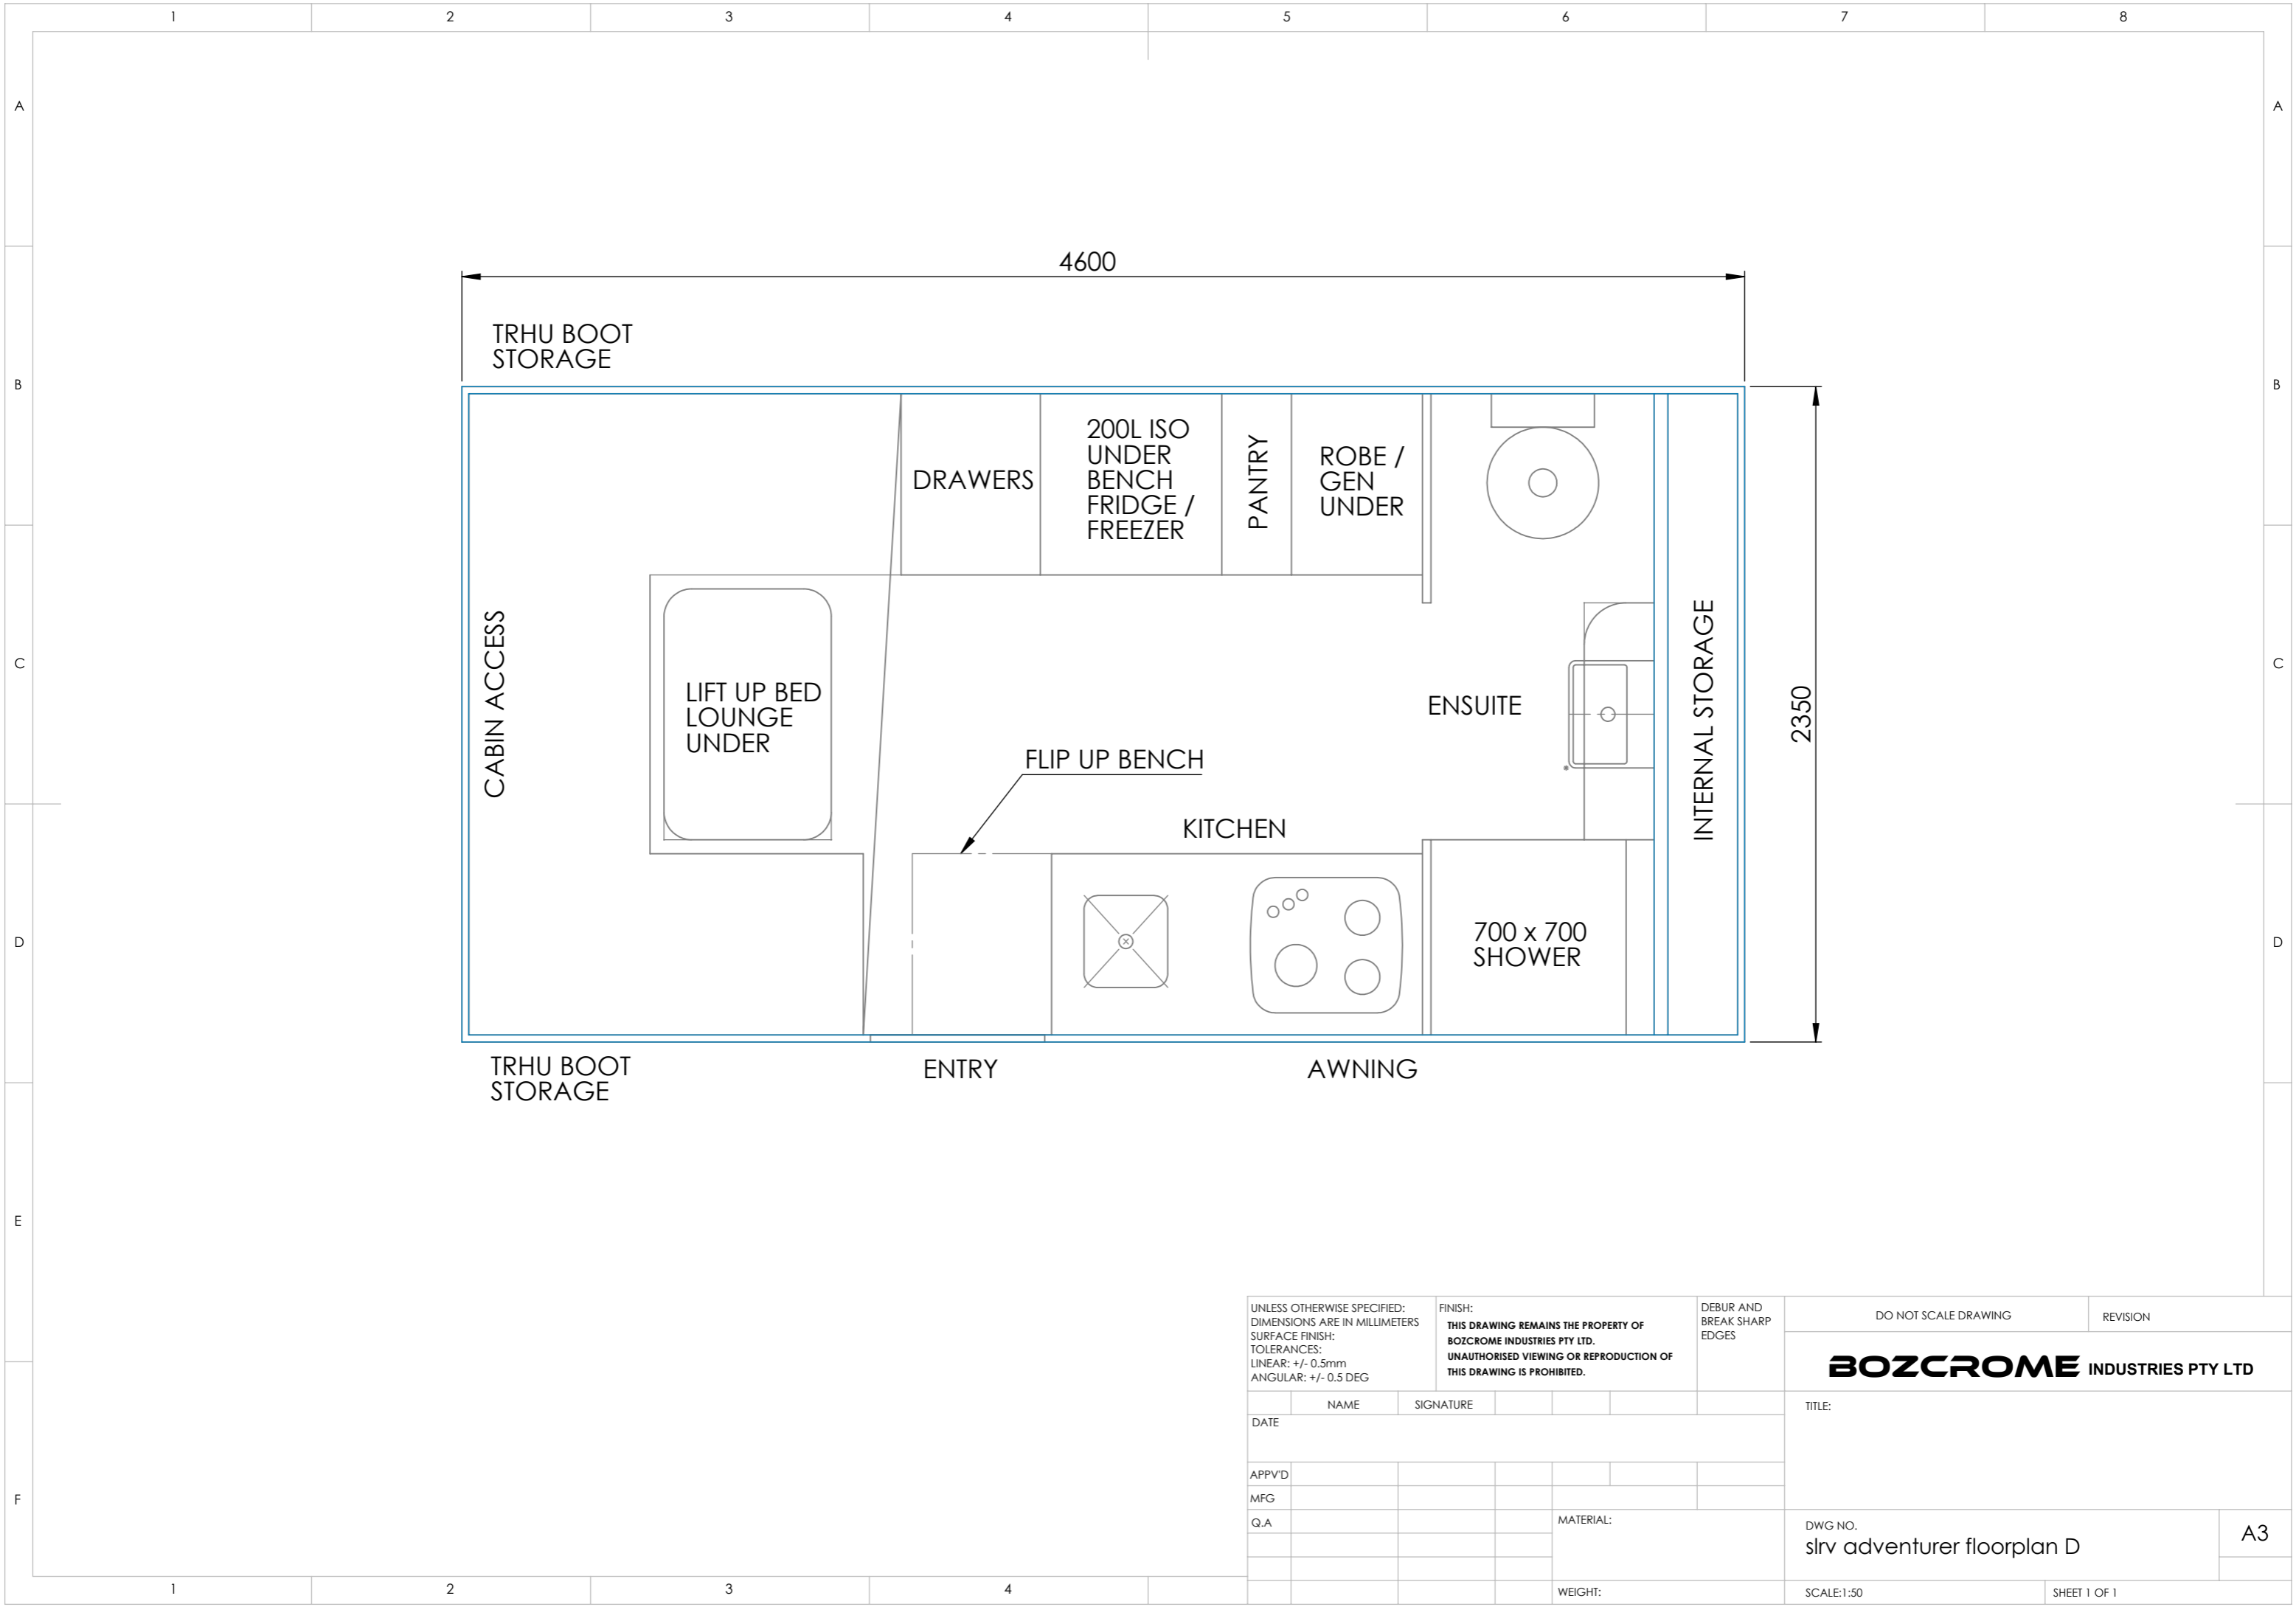 1 2 3 4 5 6 7 8
A A
B B
C C
D D
E
F
4600
TRHU BOOT
STORAGE
DRAWERS
200L ISO
UNDER
BENCH
FRIDGE /
FREEZER
PANTRY
ROBE /
GEN
UNDER
CABIN ACCESS
LIFT UP BED
LOUNGE
UNDER
ENSUITE
INTERNAL STORAGE
2350
FLIP UP BENCH
KITCHEN
700 x 700
SHOWER
TRHU BOOT
STORAGE
ENTRY
AWNING
UNLESS OTHERWISE SPECIFIED:
DIMENSIONS ARE IN MILLIMETERS
SURFACE FINISH:
TOLERANCES:
LINEAR: +/- 0.5mm
ANGULAR: +/- 0.5 DEG
FINISH:
THIS DRAWING REMAINS THE PROPERTY OF
BOZCROME INDUSTRIES PTY LTD.
UNAUTHORISED VIEWING OR REPRODUCTION OF
THIS DRAWING IS PROHIBITED.
DEBUR AND
BREAK SHARP
EDGES
DO NOT SCALE DRAWING
REVISION
BOZCROME INDUSTRIES PTY LTD
NAME
SIGNATURE
TITLE:
DATE
APPV'D
MFG
Q.A
MATERIAL:
DWG NO.
slrv adventurer floorplan D
A3
WEIGHT:
SCALE:1:50
SHEET 1 OF 1
1 2 3 4